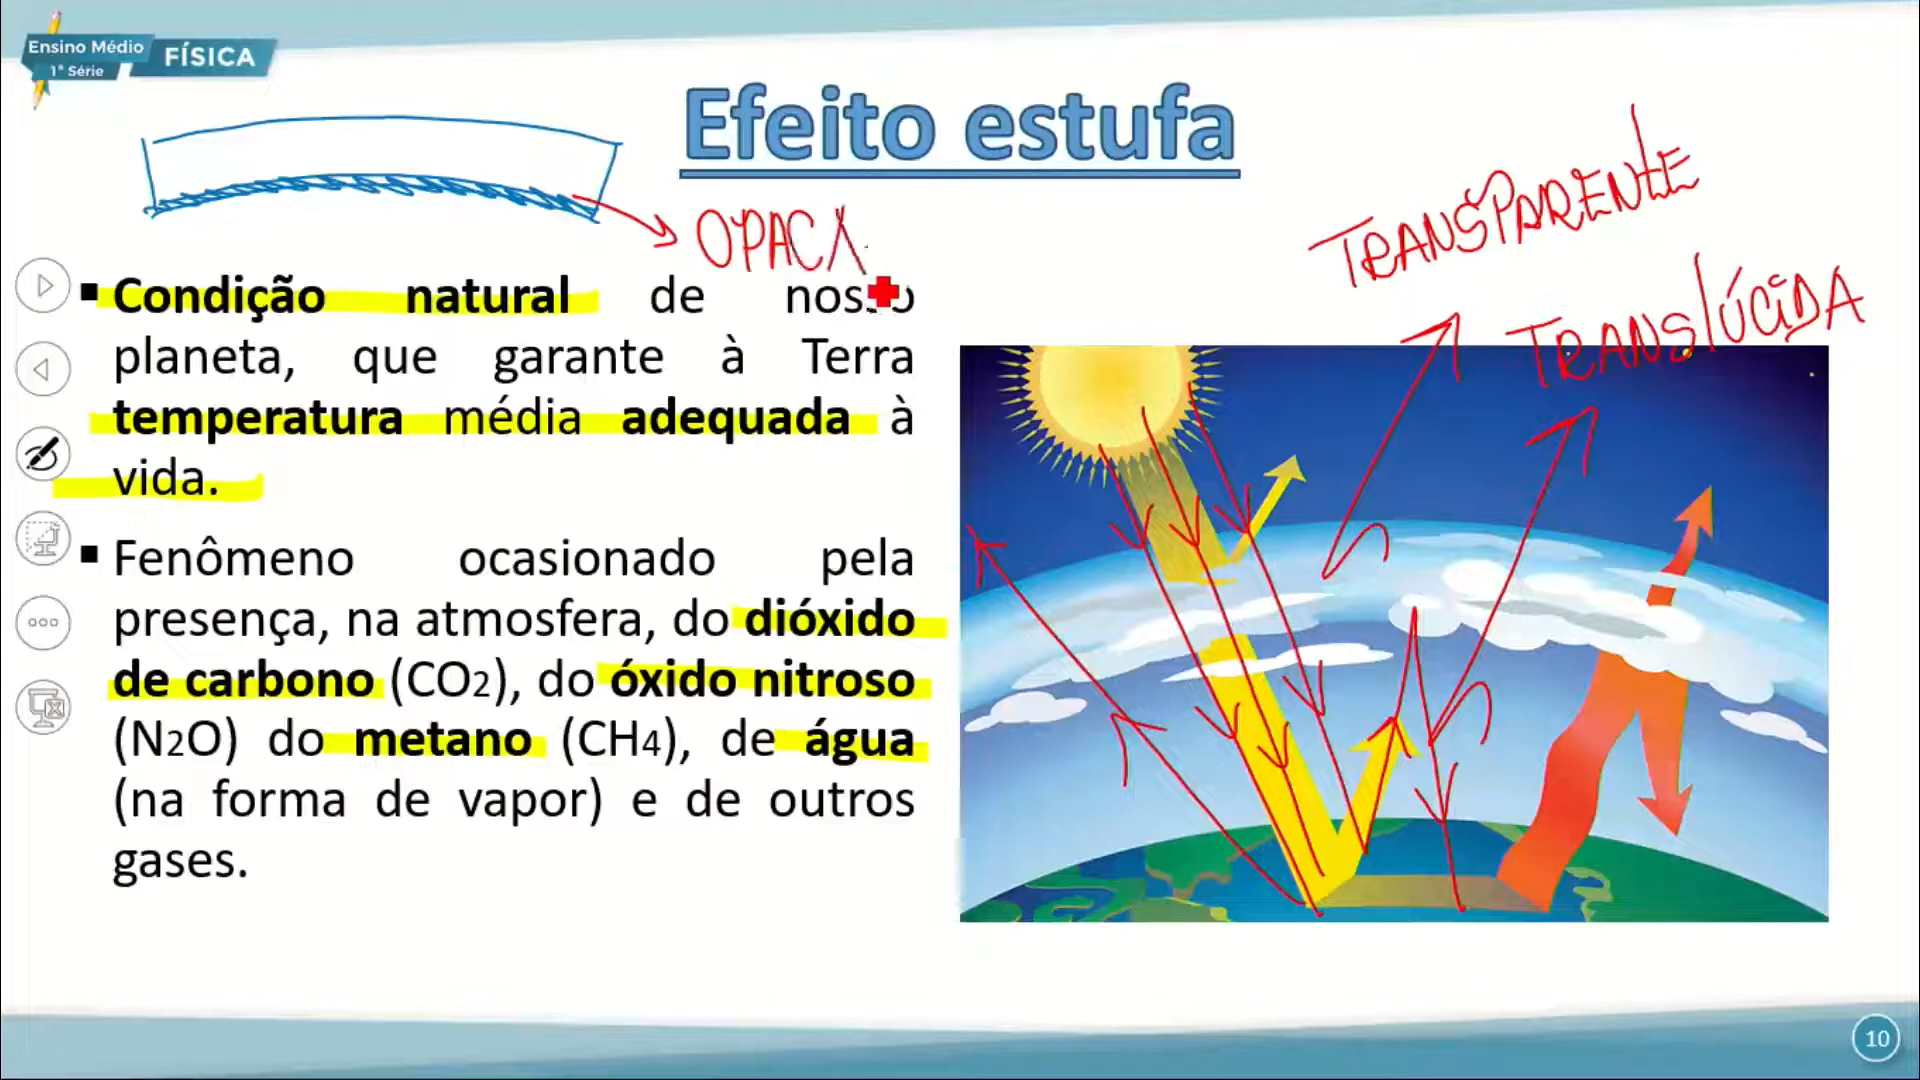 Ensino Médio
1ª Série
FÍSICA
Efeito estufa
TRANSPARENTE
OPACA
TRANSLÚCIDA
▪ Condição natural de nosso
planeta, que garante à Terra
temperatura média adequada à
vida.
▪ Fenômeno ocasionado pela
presença, na atmosfera, do dióxido
de carbono (CO2), do óxido nitroso
(N2O) do metano (CH4), de água
(na forma de vapor) e de outros
gases.
10